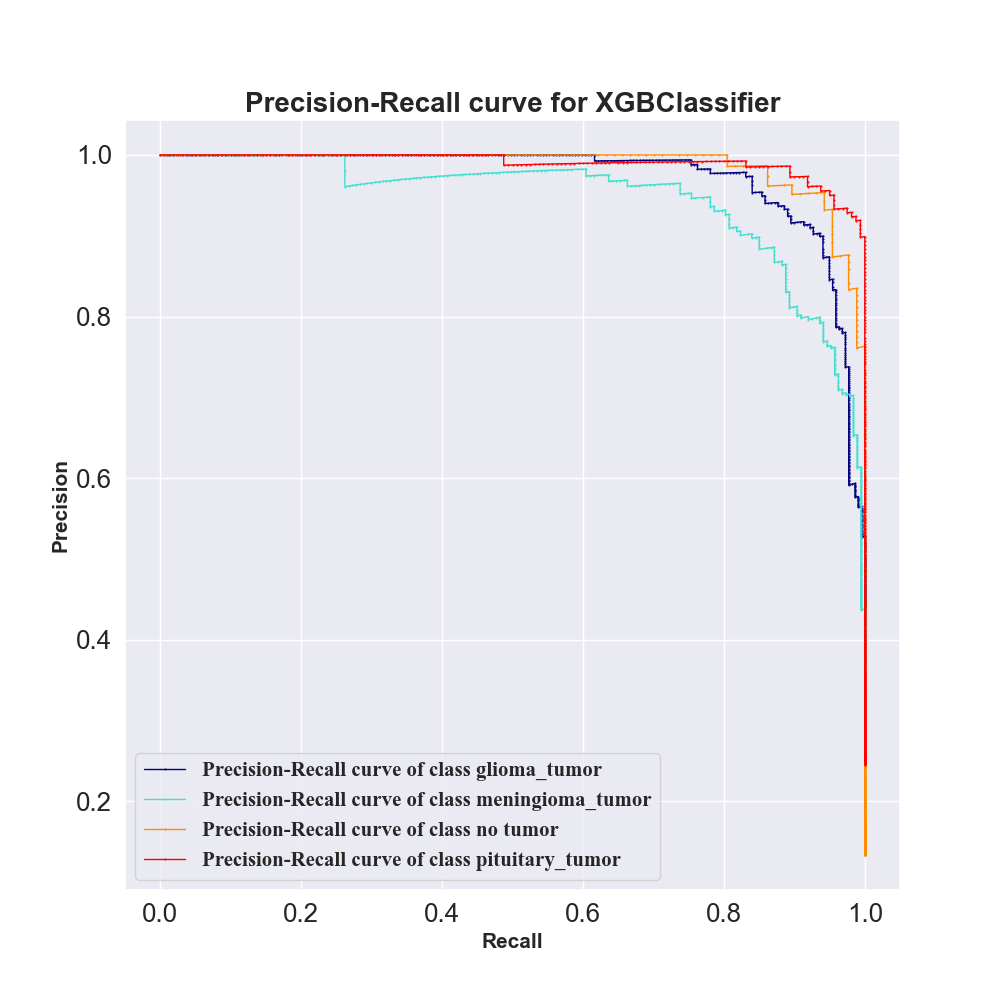 Precision-Recall curve for XGBClassifier
1.0
0.8
0.6
0.4
0.2
Precision
Precision-Recall curve of class glioma_tumor
Precision-Recall curve of class meningioma_tumor
Precision-Recall curve of class no tumor
Precision-Recall curve of class pituitary_tumor
0.0 0.2 0.4 0.6 0.8 1.0
Recall